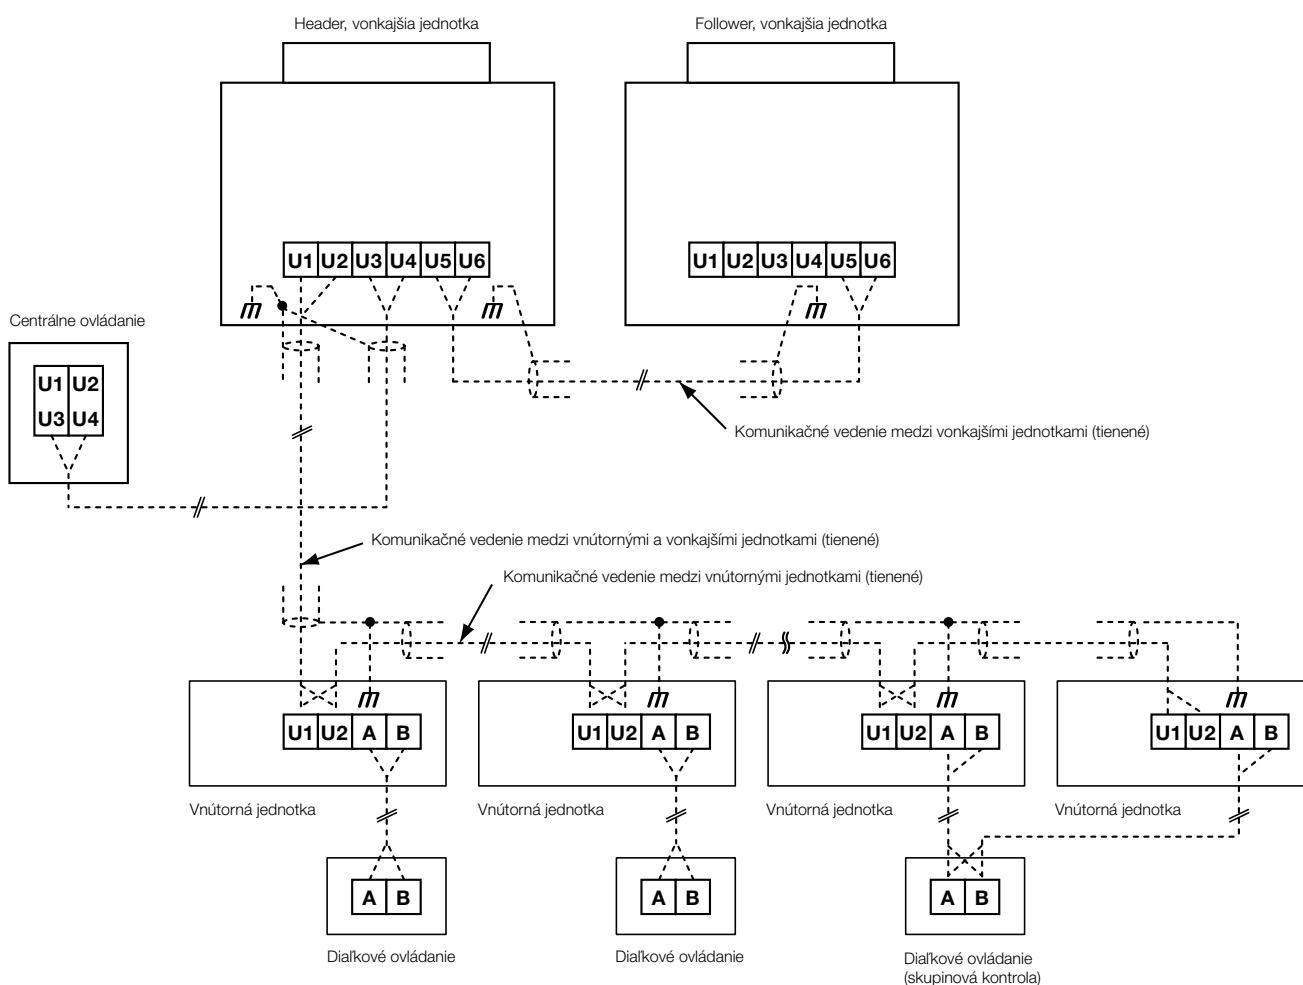 Header, vonkajšia jednotka
Follower, vonkajšia jednotka
U1 U2 U3 U4 U5 U6
U1 U2 U3 U4 U5 U6
Centrálne ovládanie
U1 U2
U3 U4
Komunikačné vedenie medzi vonkajšími jednotkami (tienené)
Komunikačné vedenie medzi vnútornými a vonkajšími jednotkami (tienené)
Komunikačné vedenie medzi vnútornými jednotkami (tienené)
U1 U2 A B
U1 U2 A B
U1 U2 A B
U1 U2 A B
Vnútorná jednotka
Vnútorná jednotka
Vnútorná jednotka
Vnútorná jednotka
A B
A B
A B
Diaľkové ovládanie
Diaľkové ovládanie
Diaľkové ovládanie
(skupinová kontrola)